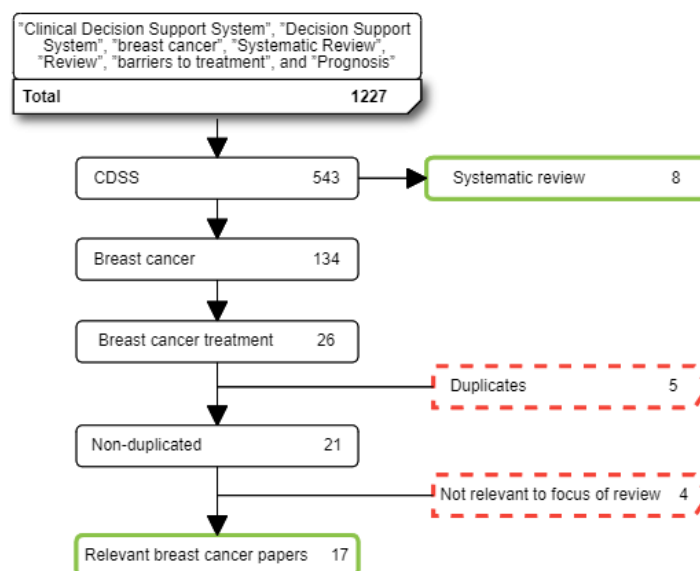 "Clinical Decision Support System", "Decision Support
System", "breast cancer", "Systematic Review",
"Review", "barriers to treatment", and "Prognosis"
Total 1227
CDSS 543
Systematic review 8
Breast cancer 134
Breast cancer treatment 26
Duplicates 5
Non-duplicated 21
Not relevant to focus of review 4
Relevant breast cancer papers 17